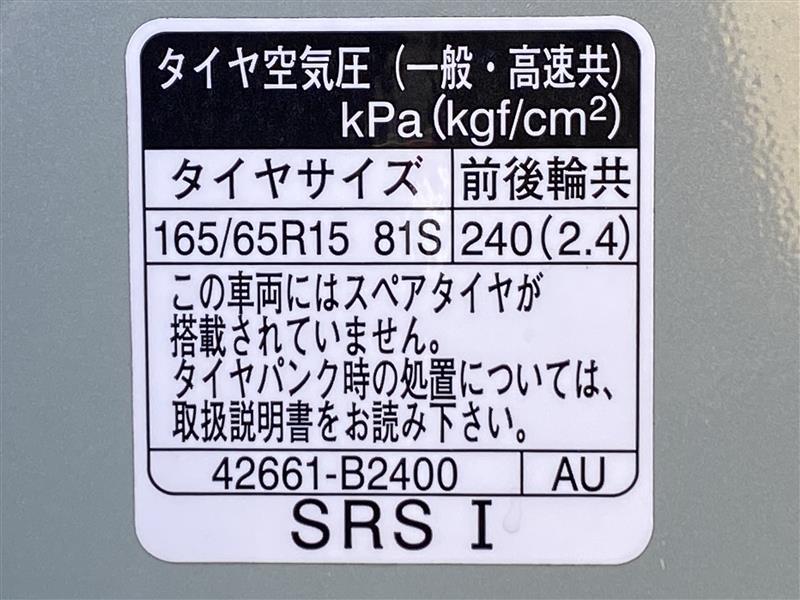 タイヤ空気圧（一般・高速共）
kPa(kgf/cm²)
タイヤサイズ 前後輪共
165/65R15 81S 240(2.4)
この車両にはスペアタイヤが
搭載されていません。
タイヤパンク時の処置については、
取扱説明書をお読み下さい。
42661-B2400 AU
SRS I